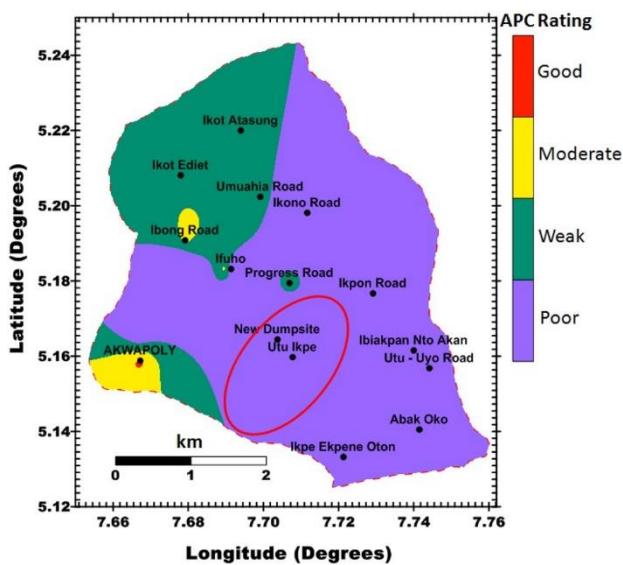 APC Rating
Good
Moderate
Weak
Poor
Latitude (Degrees)
5.24
5.22
5.20
5.18
5.16
5.14
5.12
Ikot Atasung
Ikot Ediet
Umuahia Road
Ikono Road
Ibong Road
Ifuho
Progress Road
Ikpon Road
New Dumpsite
Utu Ikpe
Ibiakpan Nto Akan
Utu - Uyo Road
AKWAPOLY
Abak Oko
Ikpe Ekpene Oton
km
0 1 2
7.66 7.68 7.70 7.72 7.74 7.76
Longitude (Degrees)